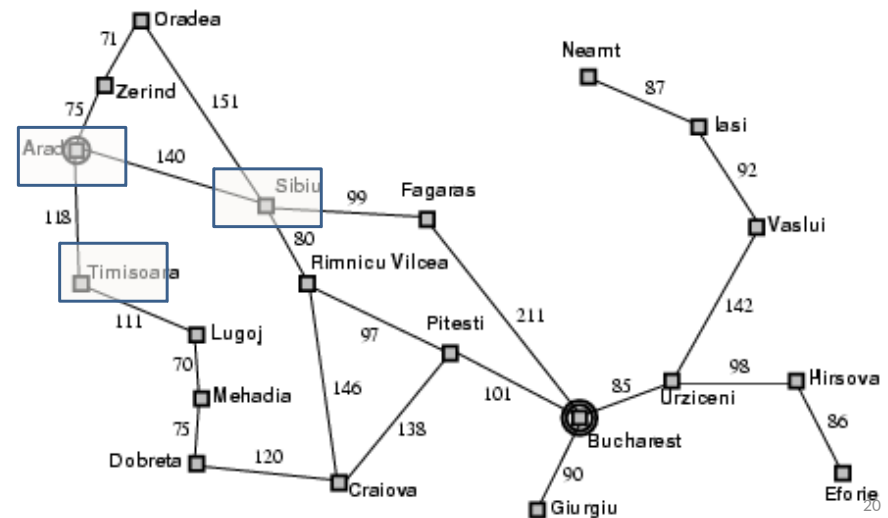 Oradea
71
Neamt
Zerind
87
151
75
Iasi
Arad
140
92
Sibiu
Fagaras
99
118
Vaslui
80
Timisoara
Rimnicu Vilcea
142
111
211
Lugoj
97
Pitesti
70
98
Hirsova
146
85
Mehadia
101
Urziceni
86
75
138
Bucharest
Dobreta
120
90
Craiova
Eforie
Giurgiu
20